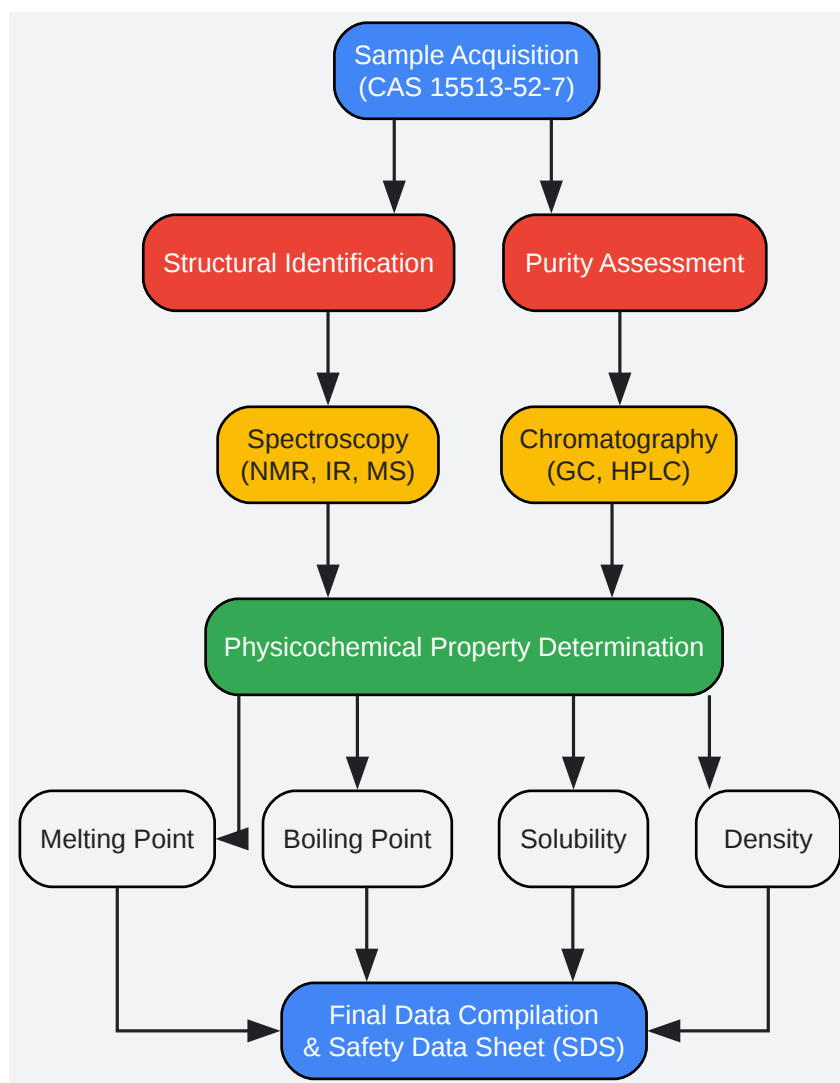 Sample Acquisition
(CAS 15513-52-7)
Structural Identification
Purity Assessment
Spectroscopy
(NMR, IR, MS)
Chromatography
(GC, HPLC)
Physicochemical Property Determination
Melting Point
Boiling Point
Solubility
Density
Final Data Compilation
& Safety Data Sheet (SDS)